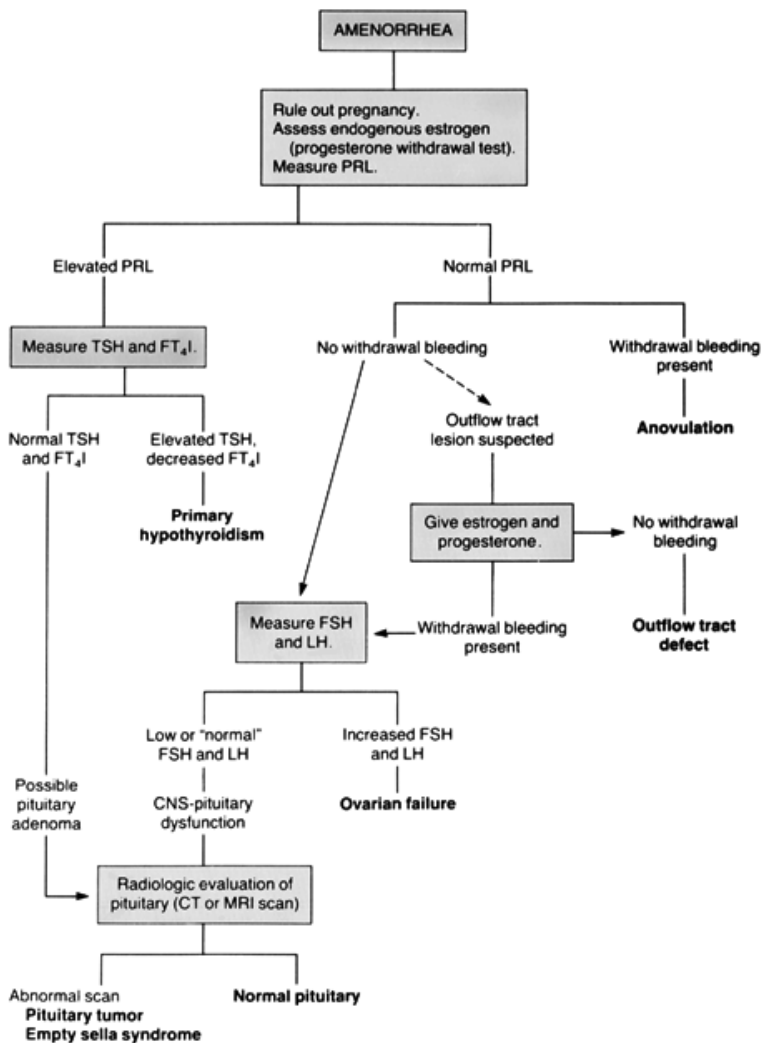 AMENORRHEA
Rule out pregnancy.
Assess endogenous estrogen
(progesterone withdrawal test).
Measure PRL.
Elevated PRL
Normal PRL
Measure TSH and FT₄I.
No withdrawal bleeding
Withdrawal bleeding
present
Anovulation
Normal TSH
and FT₄I
Elevated TSH,
decreased FT₄I
Primary
hypothyroidism
Outflow tract
lesion suspected
Give estrogen and
progesterone.
No withdrawal
bleeding
Outflow tract
defect
Measure FSH
and LH.
Withdrawal bleeding
present
Low or “normal”
FSH and LH
Increased FSH
and LH
Ovarian failure
Possible
pituitary
adenoma
CNS-pituitary
dysfunction
Radiologic evaluation of
pituitary (CT or MRI scan)
Abnormal scan
Pituitary tumor
Empty sella syndrome
Normal pituitary